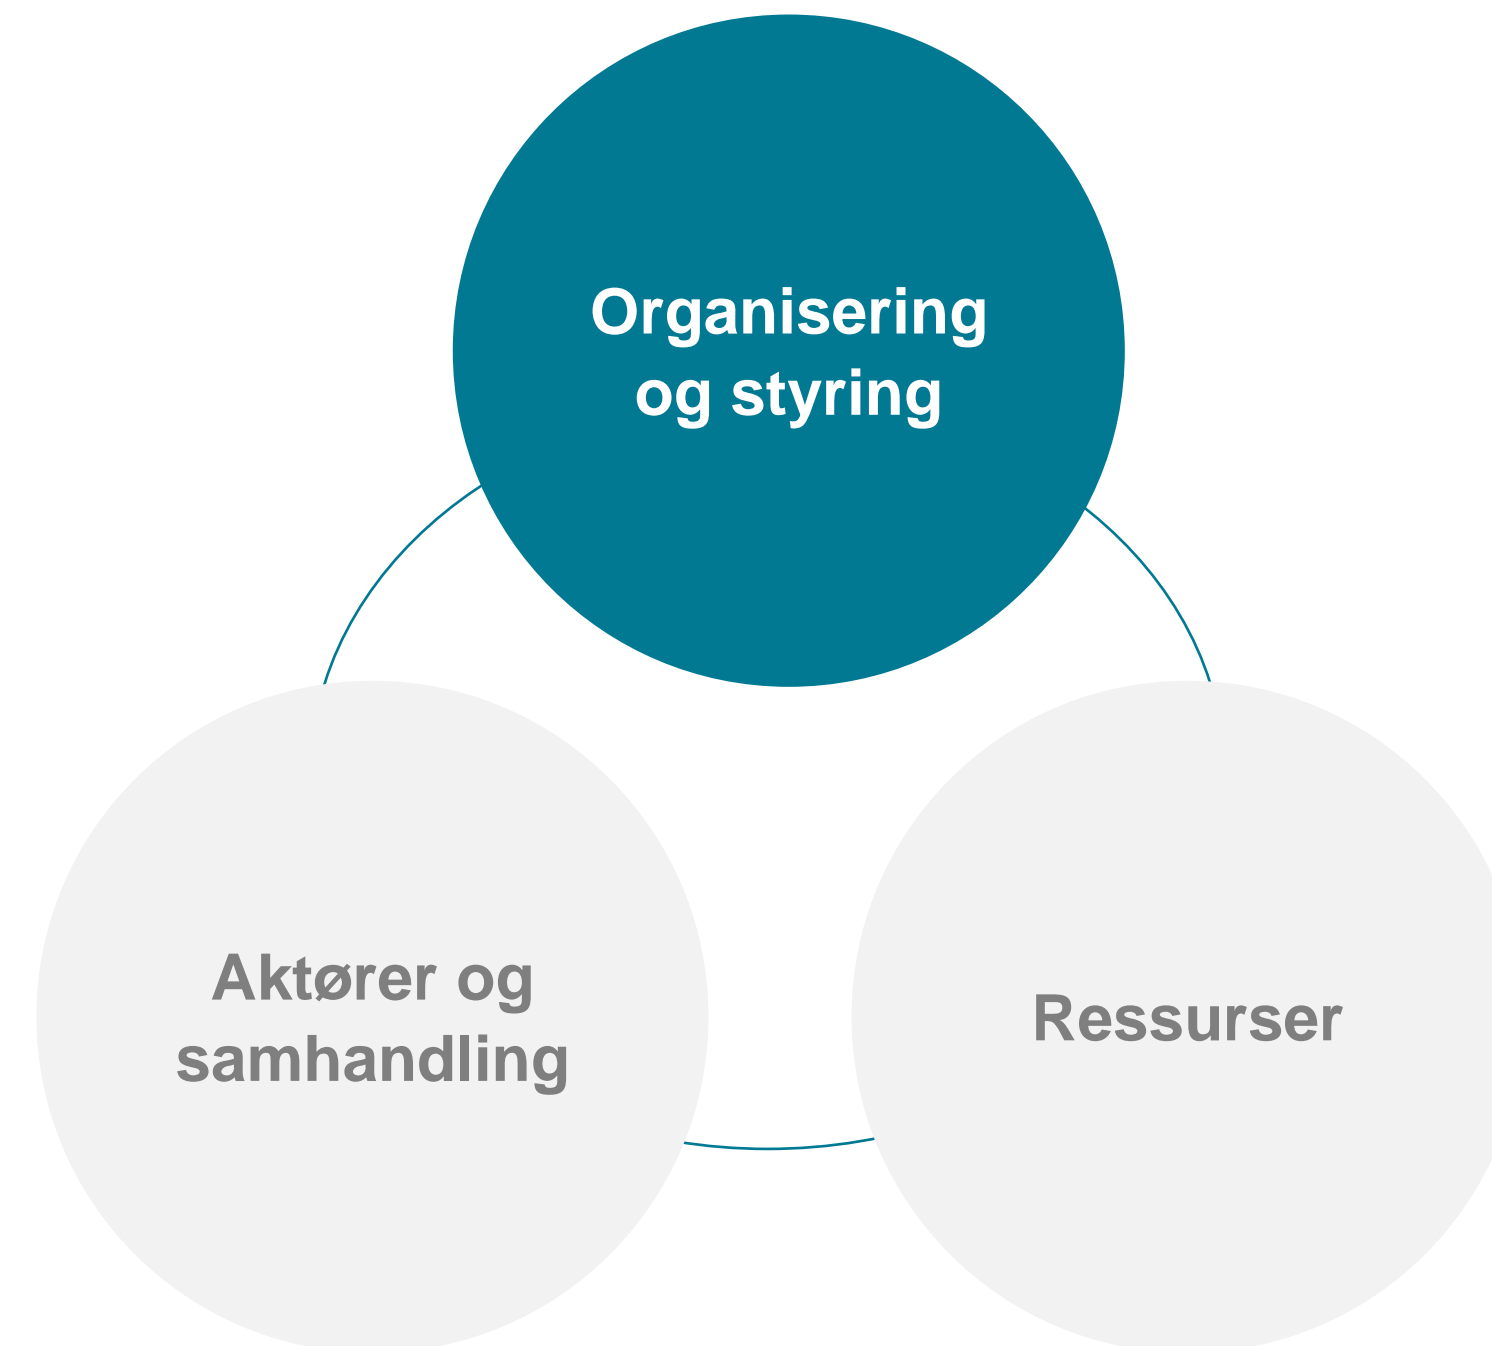 Organisering
og styring
Aktører og
samhandling
Ressurser